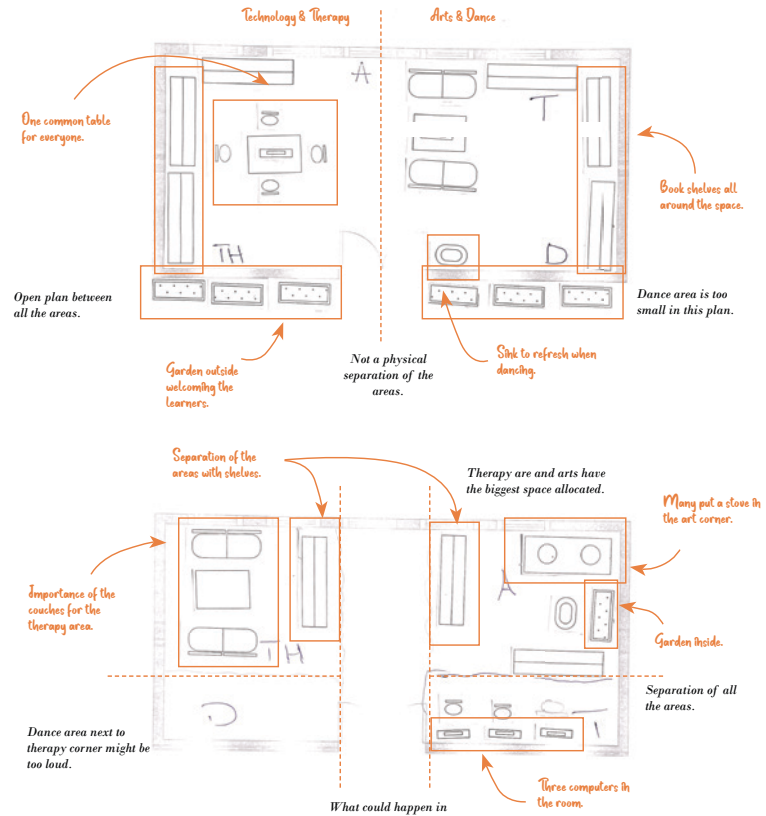 Technology & Therapy
Arts & Dance
A
T
One common table
for everyone.
Book shelves all
around the space.
TH
D
Open plan between
all the areas.
Dance area is too
small in this plan.
Garden outside
welcoming the
learners.
Not a physical
separation of the
areas.
Sink to refresh when
dancing.
Separation of the
areas with shelves.
Therapy are and arts have
the biggest space allocated.
Many put a stove in
the art corner.
Importance of the
couches for the
therapy area.
A
TH
Garden inside.
Separation of all
the areas.
D
T
Dance area next to
therapy corner might be
too loud.
Three computers in
the room.
What could happen in